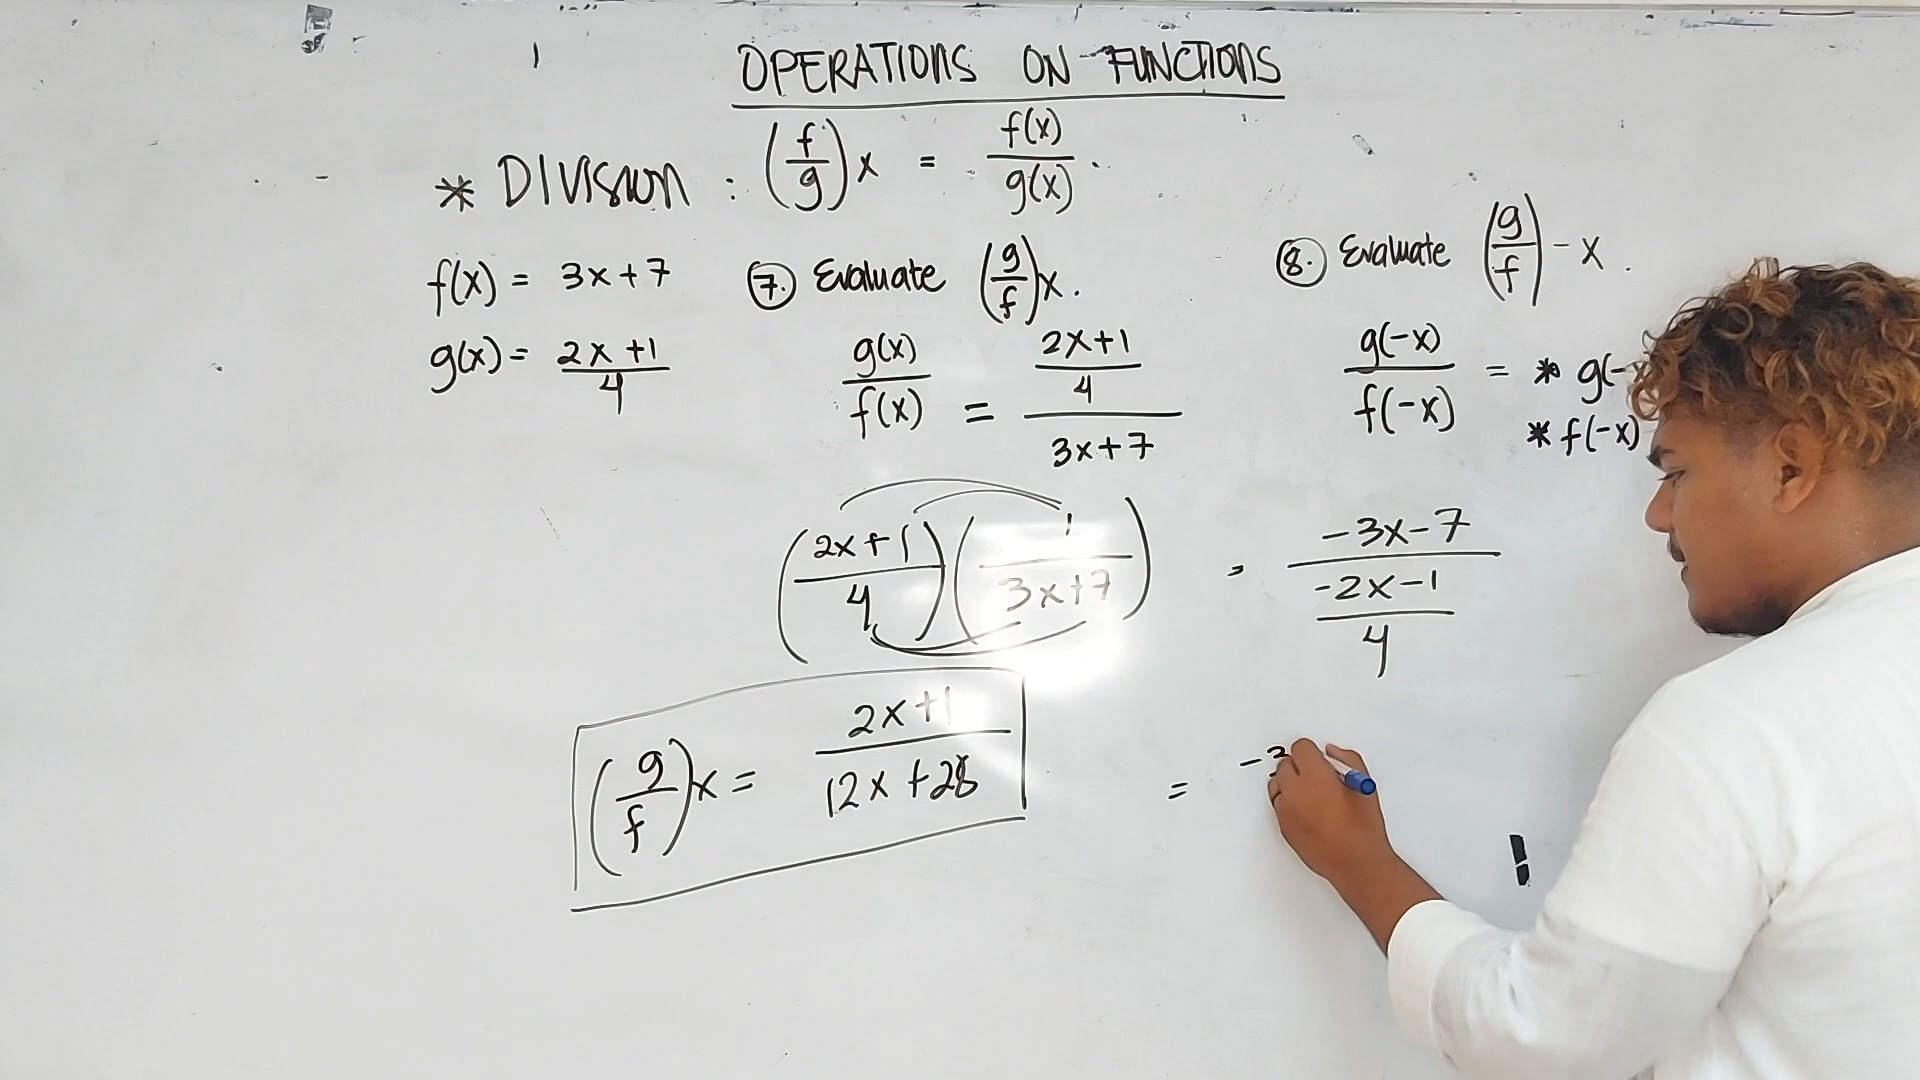 OPERATIONS ON FUNCTIONS
* DIVISION : (f/g)x = f(x)/g(x).
f(x) = 3x+7
g(x) = 2x+1/4
7. Evaluate (g/f)x.
g(x)/f(x) = 2x+1/4/3x+7
(2x+1/4)(1/3x+7)
(g/f)x = 2x+1/12x+28
8. Evaluate (g/f)-x.
g(-x)/f(-x) = * g(-x
* f(-x)
= -3x-7/-2x-1/4
= -3